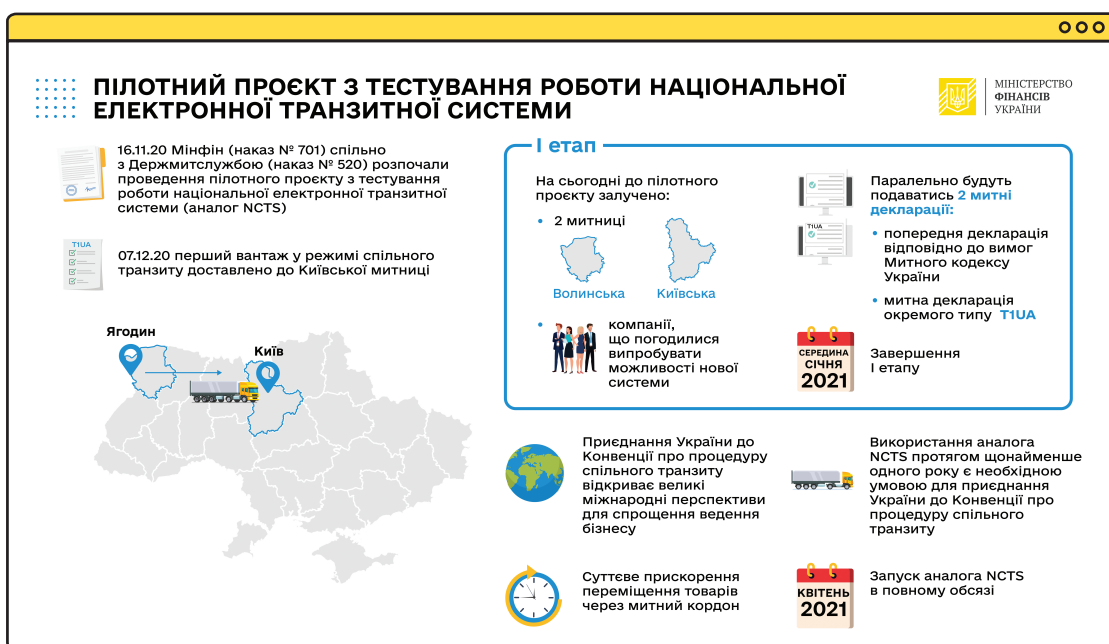 ПІЛОТНИЙ ПРОЄКТ З ТЕСТУВАННЯ РОБОТИ НАЦІОНАЛЬНОЇ
ЕЛЕКТРОННОЇ ТРАНЗИТНОЇ СИСТЕМИ
МІНІСТЕРСТВО
ФІНАНСІВ
УКРАЇНИ
16.11.20 Мінфін (наказ № 701) спільно
з Держмитслужбою (наказ № 520) розпочали
проведення пілотного проєкту з тестування
роботи національної електронної транзитної
системи (аналог NCTS)
T1UA
07.12.20 перший вантаж у режимі спільного
транзиту доставлено до Київської митниці
Ягодин
Київ
І етап
На сьогодні до пілотного
проєкту залучено:
• 2 митниці
Волинська
Київська
• компанії,
що погодилися
випробувати
можливості нової
системи
T1UA
Паралельно будуть
подаватись 2 митні
декларації:
• попередня декларація
відповідно до вимог
Митного кодексу
України
• митна декларація
окремого типу T1UA
СЕРЕДИНА
СІЧНЯ
2021
Завершення
І етапу
Приєднання України до
Конвенції про процедуру
спільного транзиту
відкриває великі
міжнародні перспективи
для спрощення ведення
бізнесу
Використання аналога
NCTS протягом щонайменше
одного року є необхідною
умовою для приєднання
України до Конвенції про
процедуру спільного
транзиту
Суттєве прискорення
переміщення товарів
через митний кордон
КВІТЕНЬ
2021
Запуск аналога NCTS
в повному обсязі